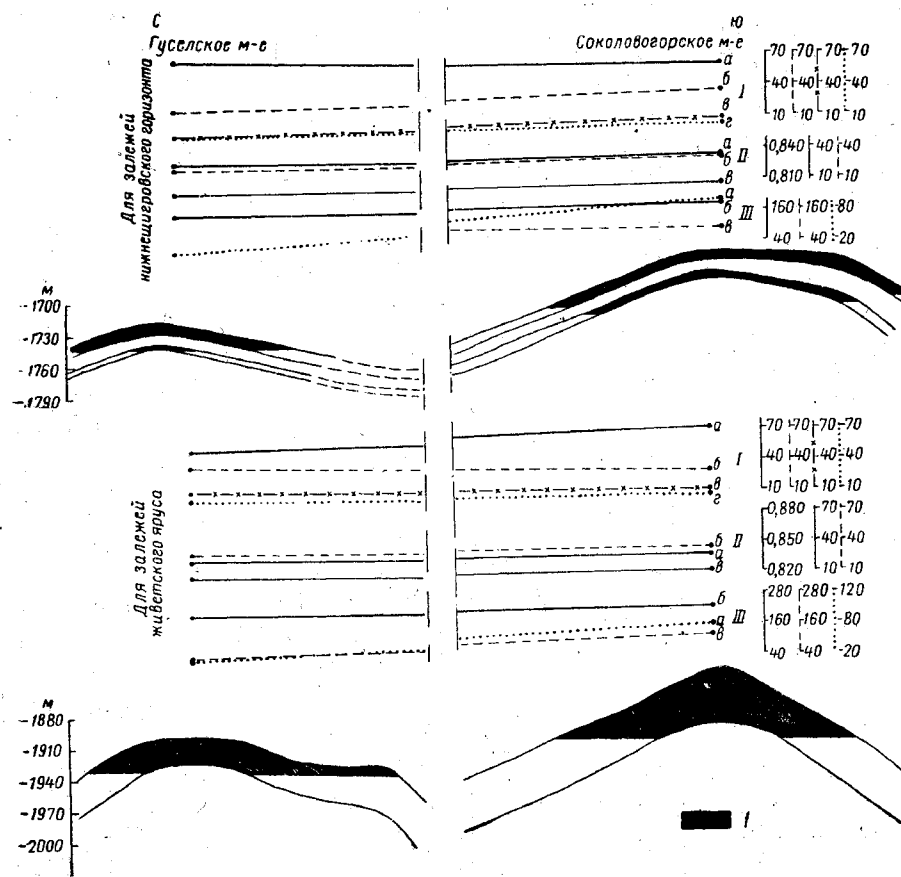 С
Ю
Гуселское м-е
Соколовогорское м-е
Для залежей
нижнещигровского горизонта
а
б
I
в
г
70 70 70 70
40 40 40 40
10 10 10 10
а
б
II
в
0,840 40 40
0,810 10 10
а
б
III
в
160 160 80
40 40 20
м
-1700
-1730
-1760
-1790
Для залежей
живетского яруса
а
б
I
в
г
70 70 70 70
40 40 40 40
10 10 10 10
б
II
а
в
0,880 70 70
0,850 40 40
0,820 10 10
б
а
III
в
280 280 120
160 160 80
40 40 20
м
-1880
-1910
-1940
-1970
-2000
1